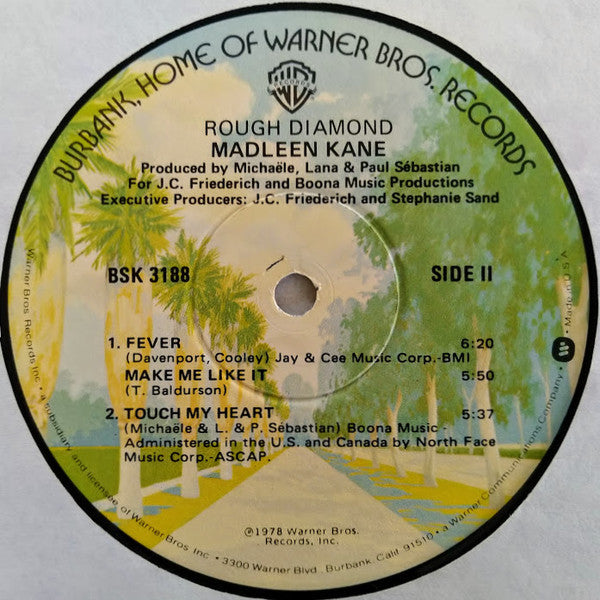 BURBANK, HOME OF WARNER BROS. RECORDS
WB
RECORDS
ROUGH DIAMOND
MADLEEN KANE
Produced by Michaële, Lana & Paul Sébastian
For J.C. Friederich and Boona Music Productions
Executive Producers: J.C. Friederich and Stephanie Sand
BSK 3188
SIDE II
1. FEVER 6:20
(Davenport, Cooley) Jay & Cee Music Corp.-BMI
MAKE ME LIKE IT 5:50
(T. Baldurson)
2. TOUCH MY HEART 5:37
(Michaële & L. & P. Sébastian) Boona Music -
Administered in the U.S. and Canada by North Face
Music Corp.-ASCAP.
℗1978 Warner Bros.
Records, Inc.
Warner Bros. Records Inc. • a subsidiary and licensee of Warner Bros. Inc. • 3300 Warner Blvd., Burbank, Calif. 91510 • a Warner Communications Company • Made in U.S.A.